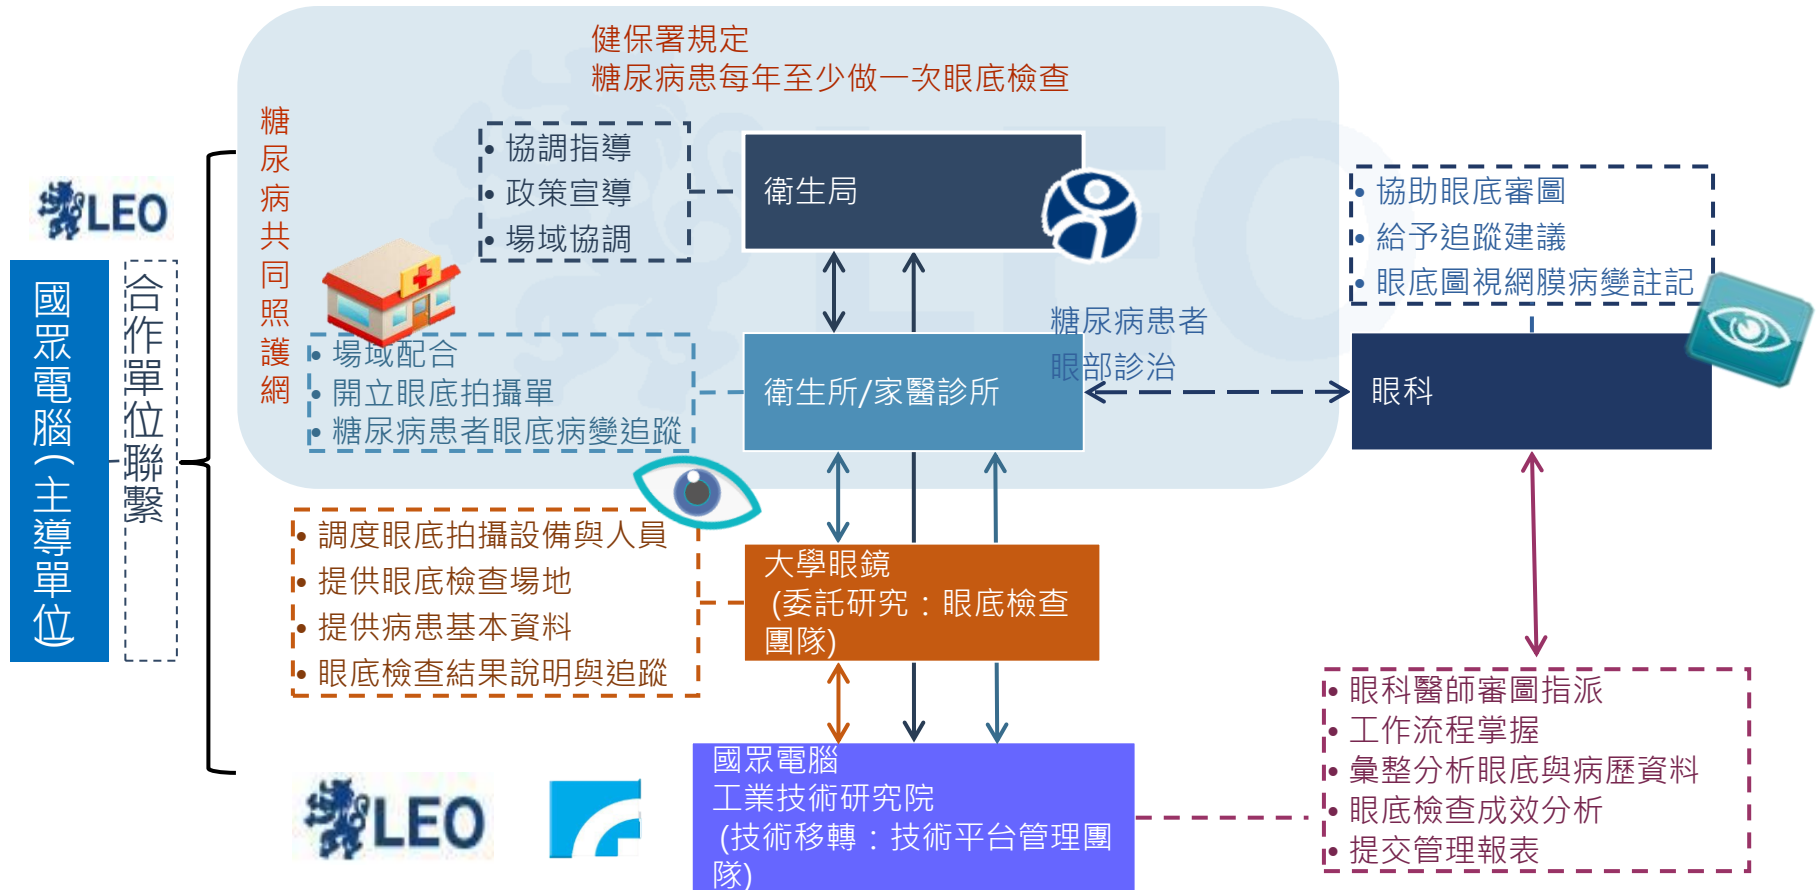 健保署規定
糖尿病患每年至少做一次眼底檢查
糖尿病共同照護網
• 協調指導
• 政策宣導
• 場域協調
衛生局
• 協助眼底審圖
• 給予追蹤建議
• 眼底圖視網膜病變註記
LEO
國眾電腦(主導單位)
合作單位聯繫
• 場域配合
• 開立眼底拍攝單
• 糖尿病患者眼底病變追蹤
衛生所/家醫診所
糖尿病患者
眼部診治
眼科
• 調度眼底拍攝設備與人員
• 提供眼底檢查場地
• 提供病患基本資料
• 眼底檢查結果說明與追蹤
大學眼鏡
(委託研究：眼底檢查
團隊)
LEO
國眾電腦
工業技術研究院
(技術移轉：技術平台管理團
隊)
• 眼科醫師審圖指派
• 工作流程掌握
• 彙整分析眼底與病歷資料
• 眼底檢查成效分析
• 提交管理報表
LEO